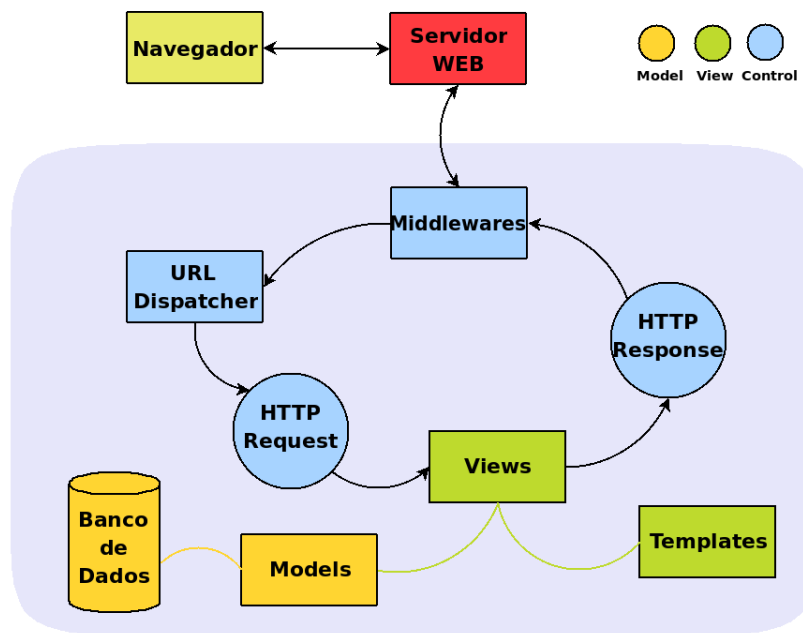 Navegador
Servidor
WEB
Model View Control
Middlewares
URL
Dispatcher
HTTP
Response
HTTP
Request
Views
Banco
de
Dados
Models
Templates